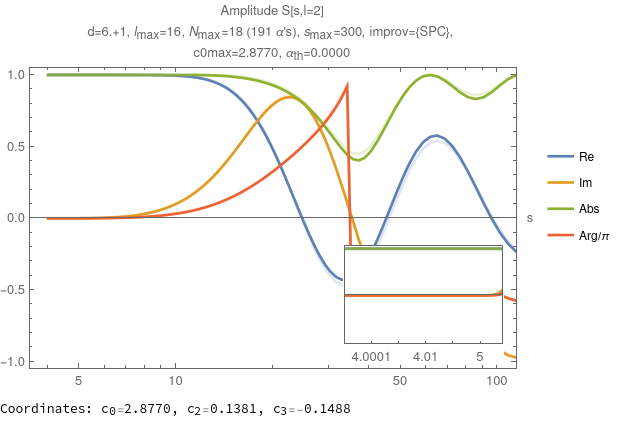 Amplitude S[s,l=2]
d=6.+1, lmax=16, Nmax=18 (191 α's), smax=300, improv={SPC},
c0max=2.8770, αth=0.0000
1.0
0.5
0.0
−0.5
−1.0
s
Re
Im
Abs
Arg/π
4.0001 4.01 5
5 10 50 100
Coordinates: c0=2.8770, c2=0.1381, c3=-0.1488